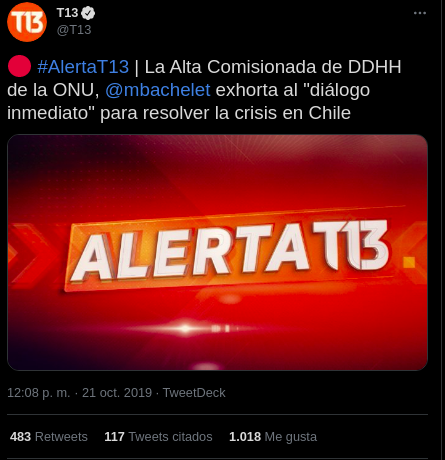 T13
T13
@T13
#AlertaT13 | La Alta Comisionada de DDHH
de la ONU, @mbachelet exhorta al "diálogo
inmediato" para resolver la crisis en Chile
ALERTAT13
12:08 p. m. · 21 oct. 2019 · TweetDeck
483 Retweets 117 Tweets citados 1.018 Me gusta